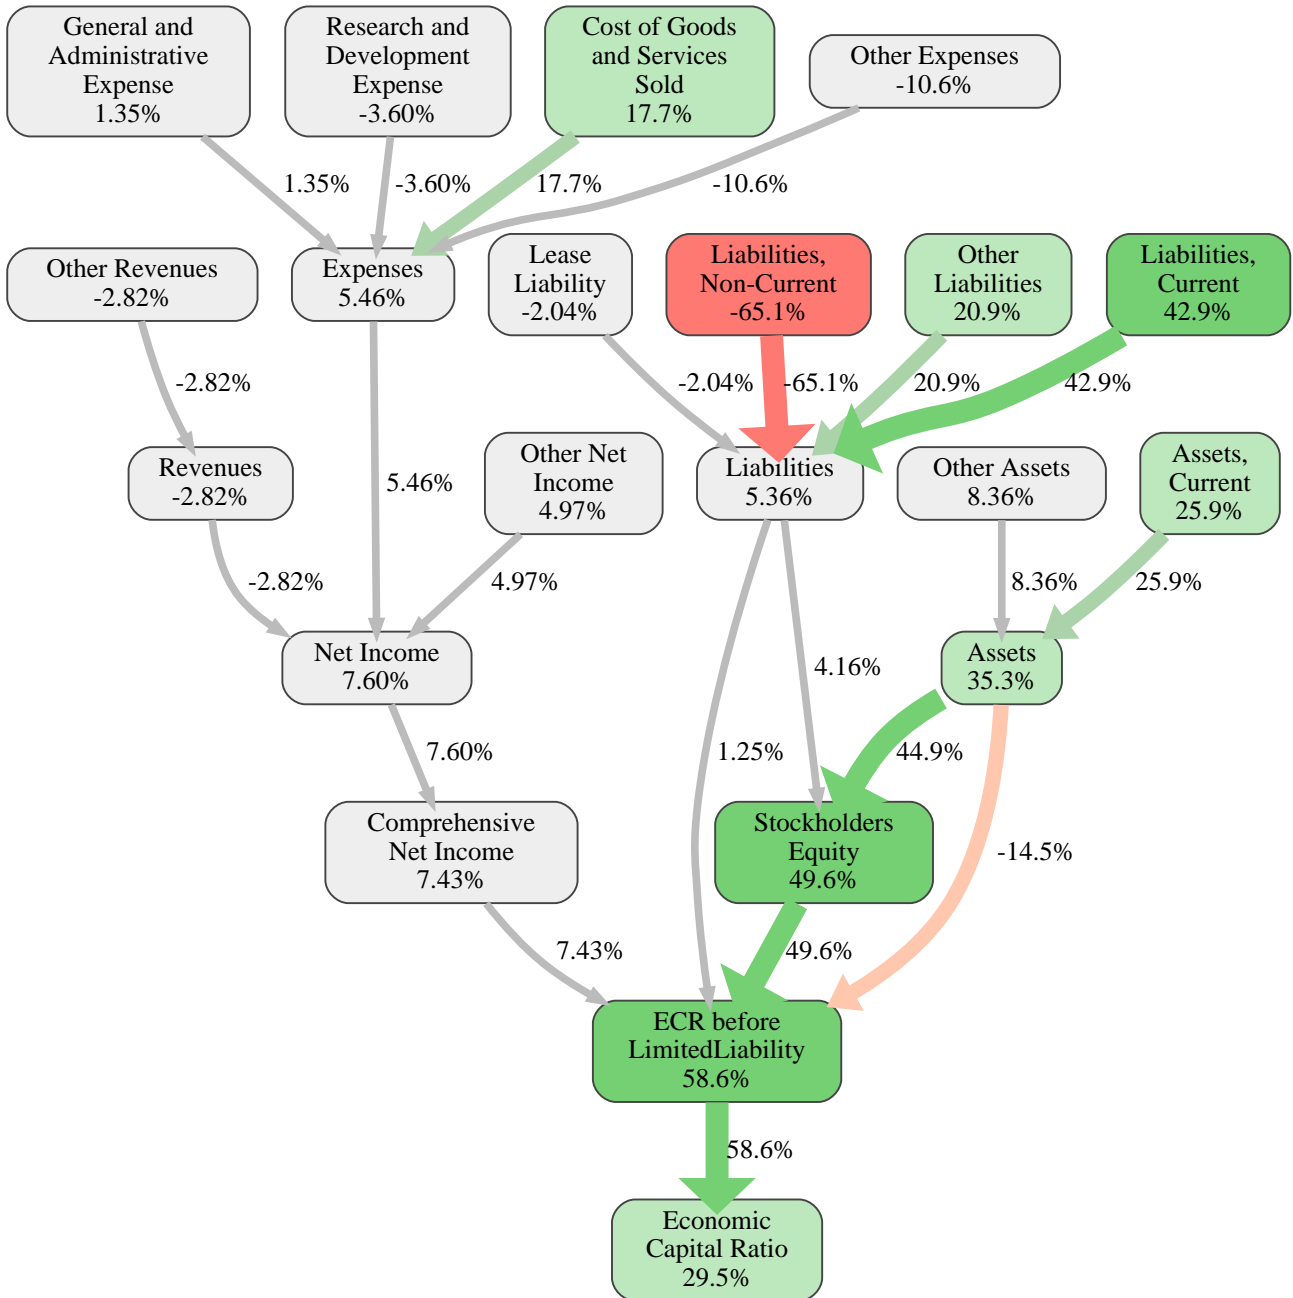 General and
Administrative
Expense
1.35%
Research and
Development
Expense
-3.60%
Cost of Goods
and Services
Sold
17.7%
Other Expenses
-10.6%
1.35%
-3.60%
17.7%
-10.6%
Other Revenues
-2.82%
Expenses
5.46%
Lease
Liability
-2.04%
Liabilities,
Non-Current
-65.1%
Other
Liabilities
20.9%
Liabilities,
Current
42.9%
-2.82%
-2.04%
-65.1%
20.9%
42.9%
Revenues
-2.82%
5.46%
Other Net
Income
4.97%
Liabilities
5.36%
Other Assets
8.36%
Assets,
Current
25.9%
-2.82%
4.97%
8.36%
25.9%
Net Income
7.60%
4.16%
Assets
35.3%
7.60%
1.25%
44.9%
Comprehensive
Net Income
7.43%
Stockholders
Equity
49.6%
-14.5%
7.43%
49.6%
ECR before
LimitedLiability
58.6%
58.6%
Economic
Capital Ratio
29.5%